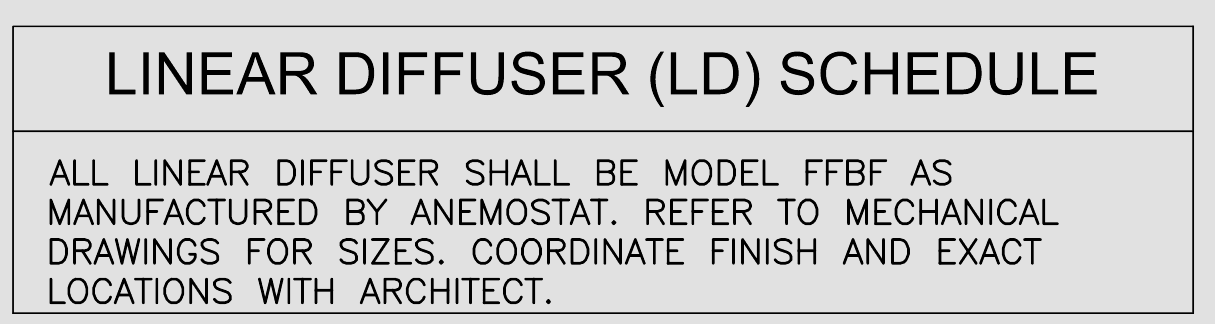 LINEAR DIFFUSER (LD) SCHEDULE
ALL LINEAR DIFFUSER SHALL BE MODEL FFBF AS
MANUFACTURED BY ANEMOSTAT. REFER TO MECHANICAL
DRAWINGS FOR SIZES. COORDINATE FINISH AND EXACT
LOCATIONS WITH ARCHITECT.